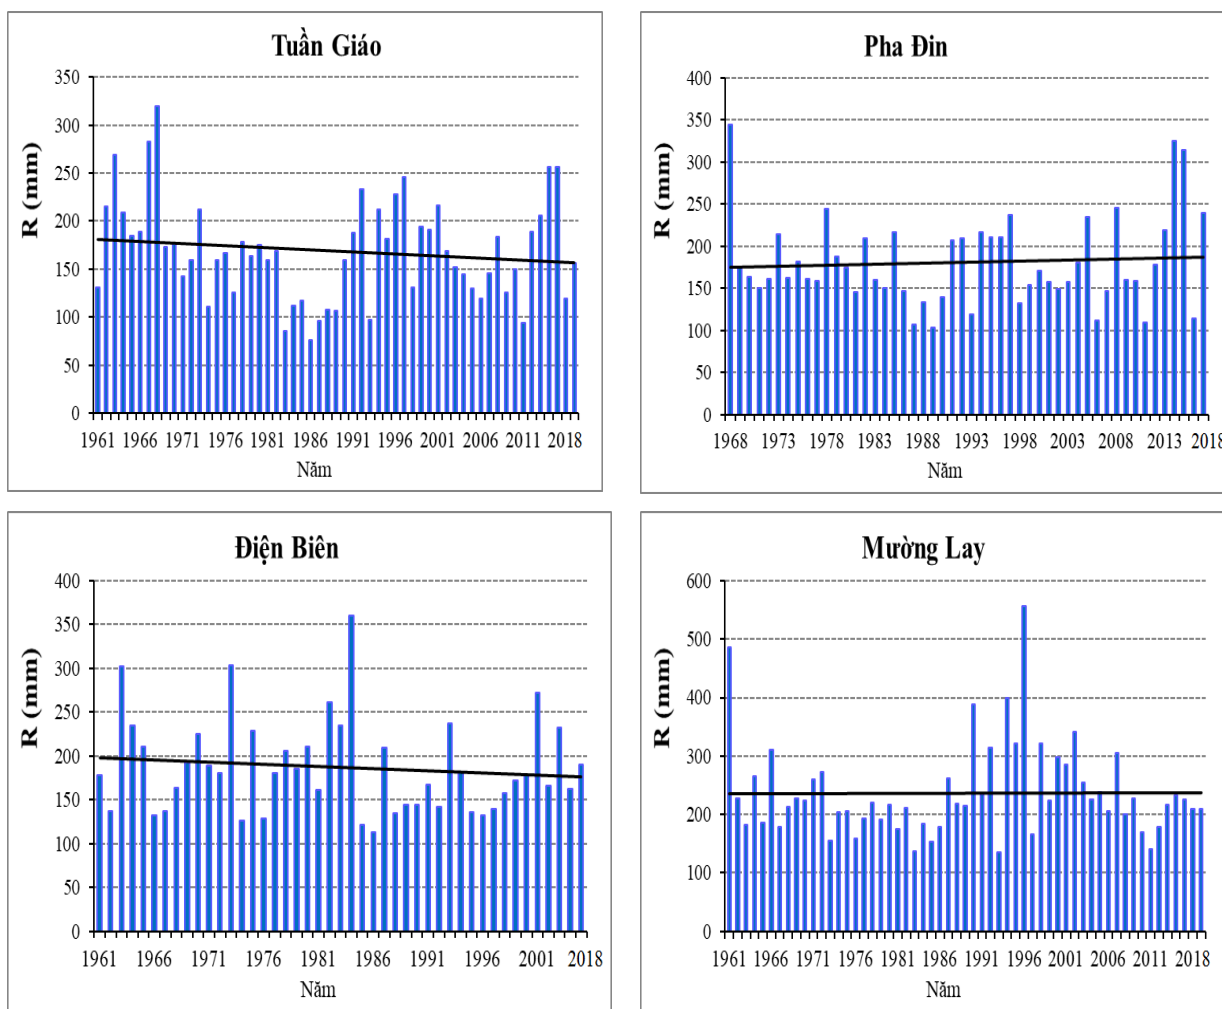 Tuần Giáo
R (mm)
350
300
250
200
150
100
50
0
1961 1966 1971 1976 1981 1986 1991 1996 2001 2006 2011 2018
Năm
Pha Đin
R (mm)
400
350
300
250
200
150
100
50
0
1968 1973 1978 1983 1988 1993 1998 2003 2008 2013 2018
Năm
Điện Biên
R (mm)
400
350
300
250
200
150
100
50
0
1961 1966 1971 1976 1981 1986 1991 1996 2001 2018
Năm
Mường Lay
R (mm)
600
500
400
300
200
100
0
1961 1966 1971 1976 1981 1986 1991 1996 2001 2006 2011 2018
Năm